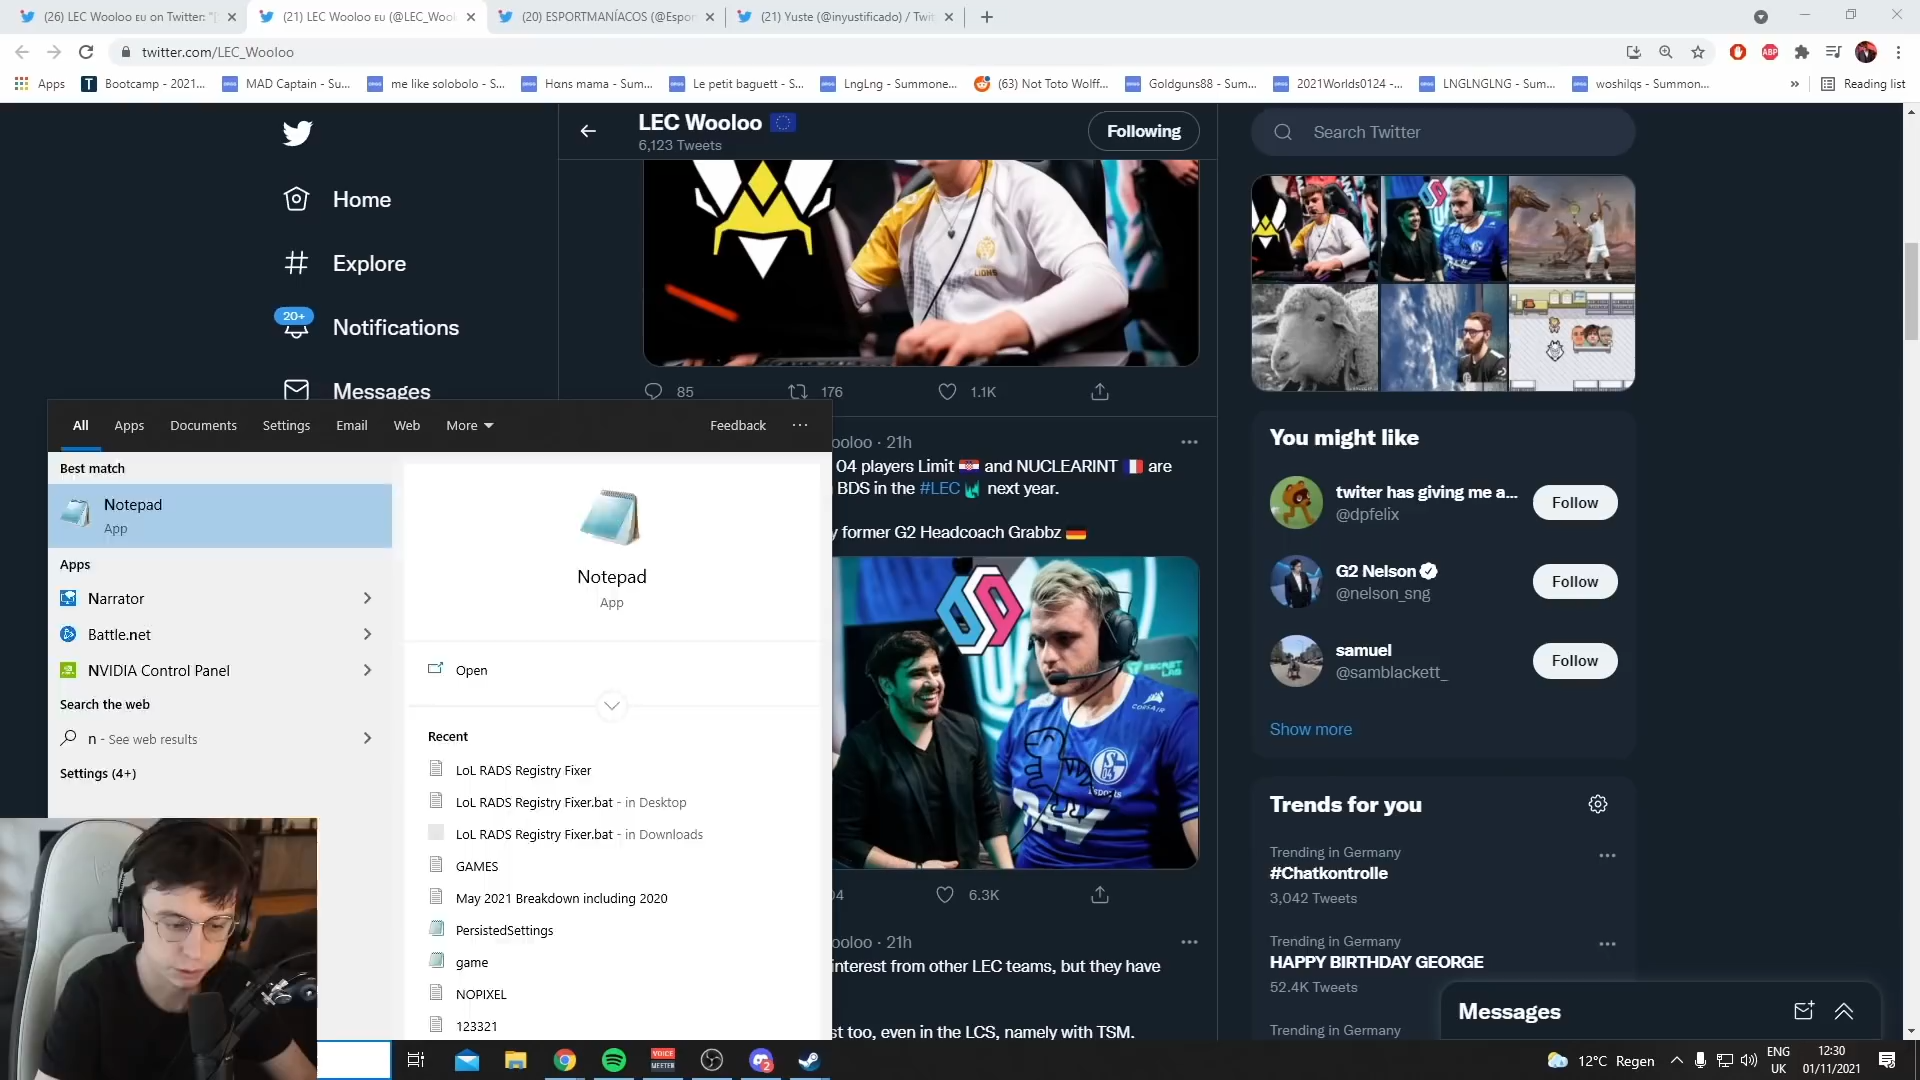 (26) LEC Wooloo EU on Twitter: "[
(21) LEC Wooloo EU (@LEC_Wool
(20) ESPORTMANÍACOS (@Espor
(21) Yuste (@inyustificado) / Twit
twitter.com/LEC_Wooloo
Apps
Bootcamp - 2021...
MAD Captain - Su...
me like solobolo - S...
Hans mama - Sum...
Le petit baguett - S...
LngLng - Summone...
(63) Not Toto Wolff...
Goldguns88 - Sum...
2021Worlds0124 -...
LNGLNGLNG - Sum...
woshilqs - Summon...
Reading list
LEC Wooloo
6,123 Tweets
Following
Search Twitter
Home
Explore
20+
Notifications
Messages
LIONS
85
176
1.1K
All
Apps
Documents
Settings
Email
Web
More
Feedback
Best match
Notepad
App
Apps
Narrator
Battle.net
NVIDIA Control Panel
Search the web
n - See web results
Settings (4+)
Notepad
App
Open
Recent
LoL RADS Registry Fixer
LoL RADS Registry Fixer.bat - in Desktop
LoL RADS Registry Fixer.bat - in Downloads
GAMES
May 2021 Breakdown including 2020
PersistedSettings
game
NOPIXEL
123321
ooloo · 21h
04 players Limit and NUCLEARINT are
BDS in the #LEC next year.
y former G2 Headcoach Grabbz
SECRET LAB
CORSAIR
S 04
Esports
04
6.3K
ooloo · 21h
interest from other LEC teams, but they have
st too, even in the LCS, namely with TSM.
You might like
twiter has giving me a...
@dpfelix
Follow
G2 Nelson
@nelson_sng
Follow
samuel
@samblackett_
Follow
Show more
Trends for you
Trending in Germany
#Chatkontrolle
3,042 Tweets
Trending in Germany
HAPPY BIRTHDAY GEORGE
52.4K Tweets
Trending in Germany
Messages
VOICE
MEETER
2
12°C Regen
ENG
UK
12:30
01/11/2021